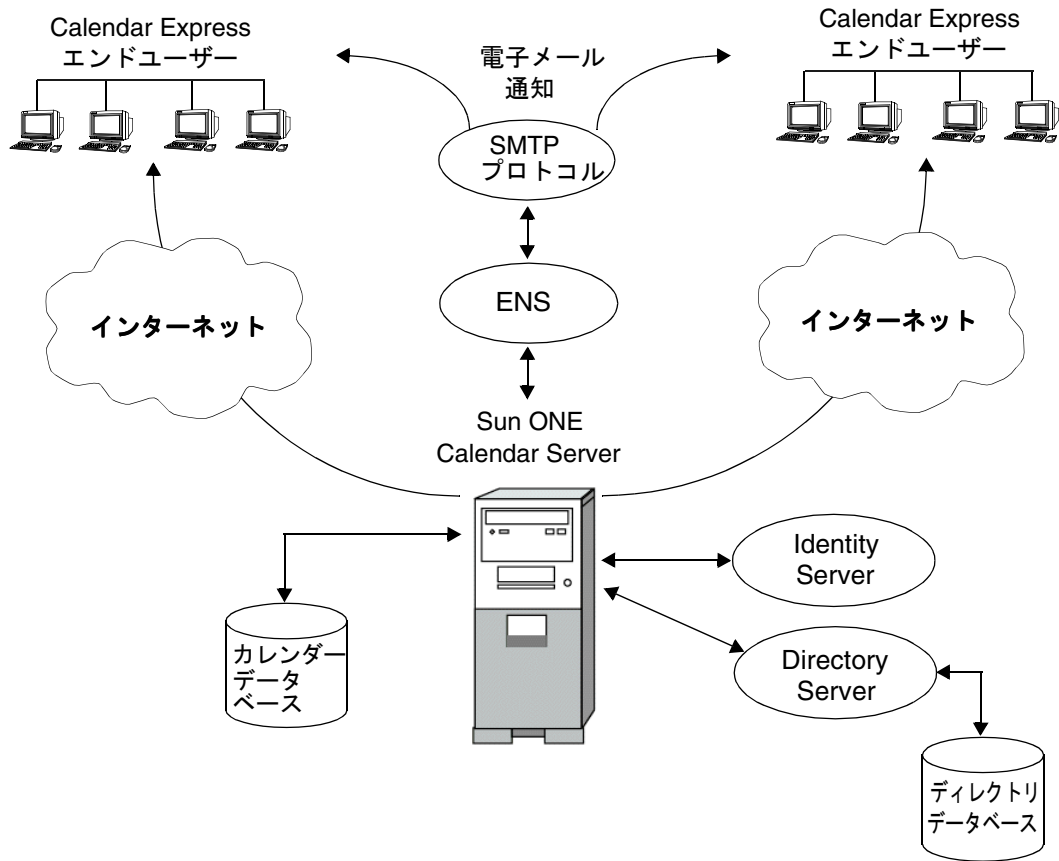 Calendar Express
エンドユーザー
電子メール
通知
Calendar Express
エンドユーザー
SMTP
プロトコル
ENS
インターネット
インターネット
Sun ONE
Calendar Server
Identity
Server
カレンダー
データ
ベース
Directory
Server
ディレクトリ
データベース